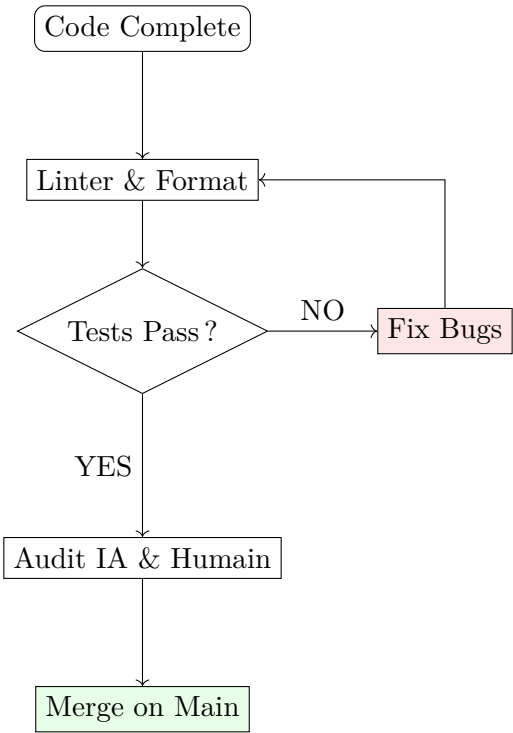 Code Complete
Linter & Format
Tests Pass ?
NO
Fix Bugs
YES
Audit IA & Humain
Merge on Main